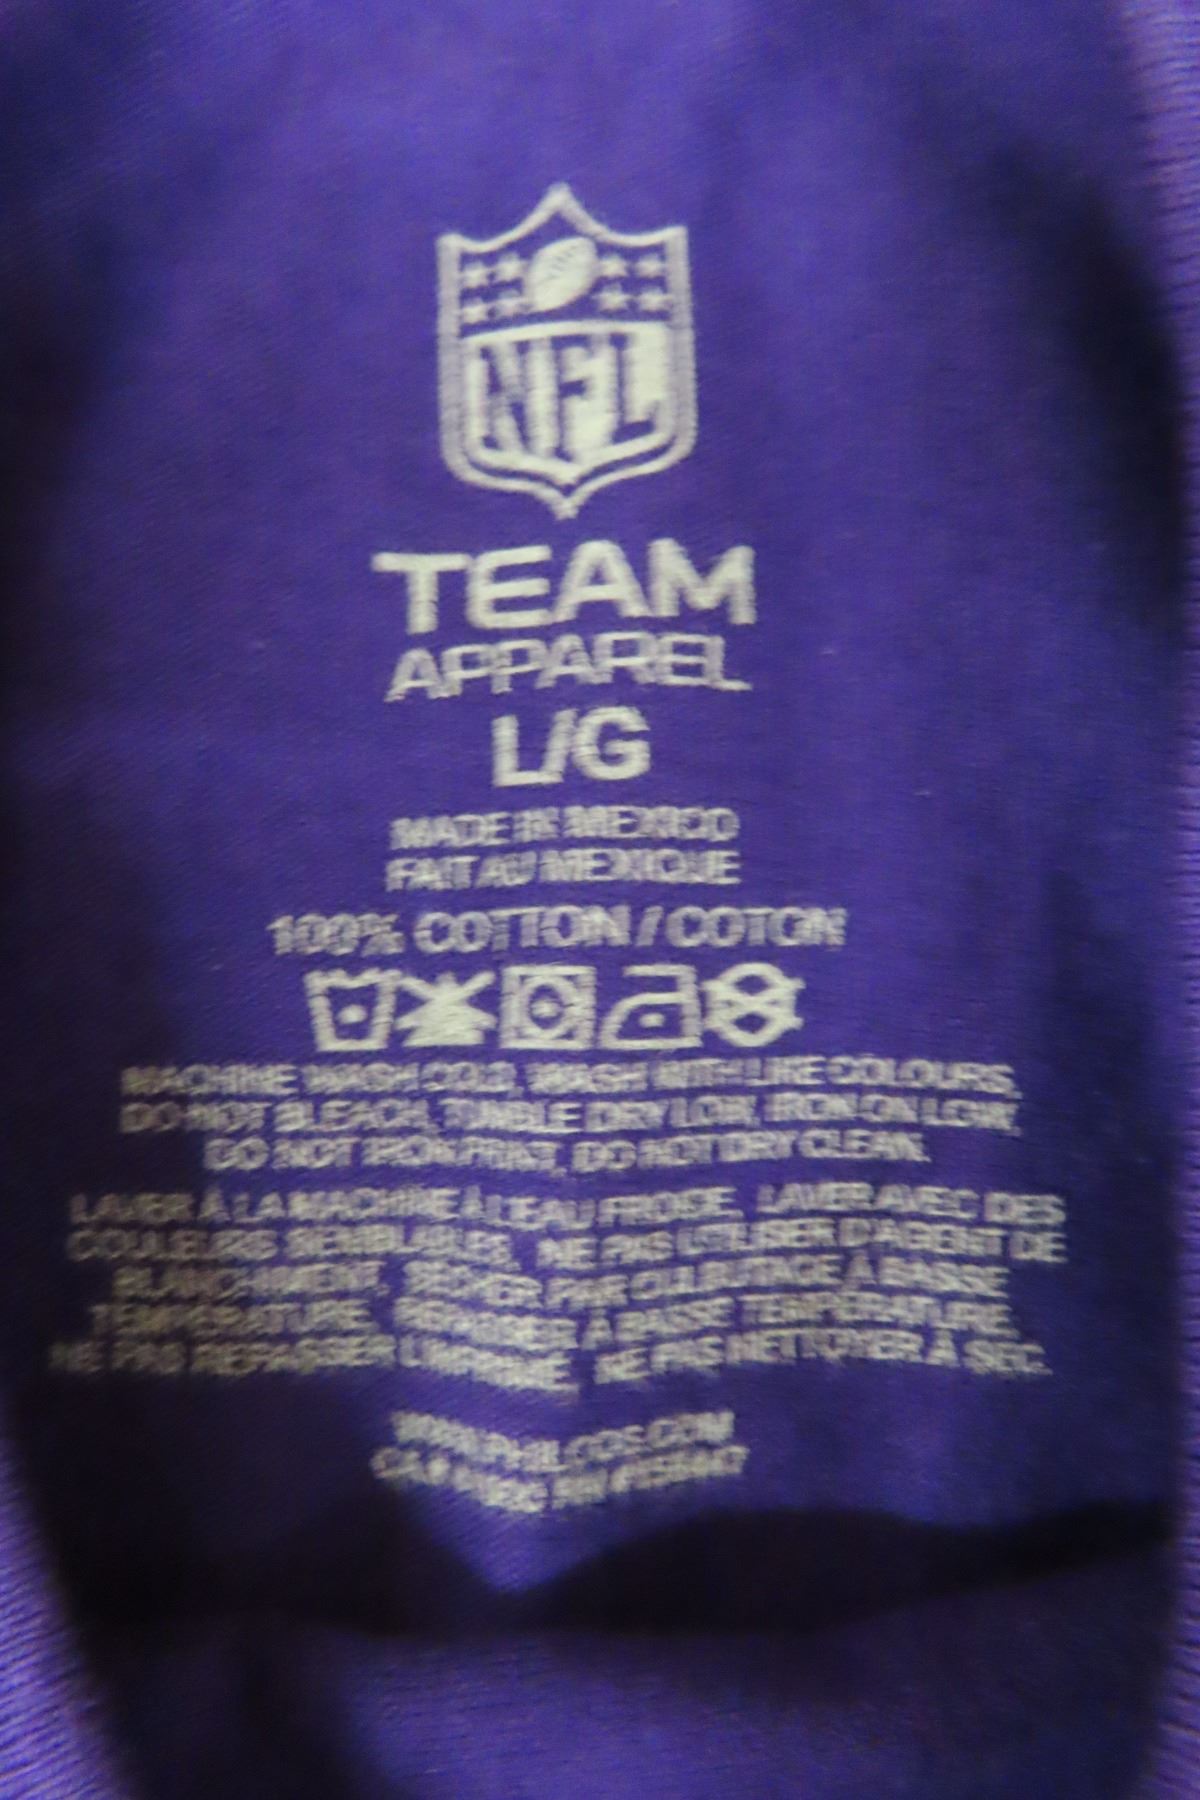 NFL
TEAM
APPAREL
L/G
MADE IN MEXICO
FAIT AU MEXIQUE
100% COTTON / COTON
MACHINE WASH COLD, WASH WITH LIKE COLOURS,
DO NOT BLEACH, TUMBLE DRY LOW, IRON ON LOW,
DO NOT IRON PRINT, DO NOT DRY CLEAN.
LAVER À LA MACHINE À L'EAU FROIDE, LAVER AVEC DES
COULEURS SEMBLABLES, NE PAS UTILISER D'AGENT DE
BLANCHIMENT, SÉCHER PAR CULBUTAGE À BASSE
TEMPÉRATURE, REPASSER À BASSE TEMPÉRATURE,
NE PAS REPASSER L'IMPRIMÉ, NE PAS NETTOYER À SEC.
CA#